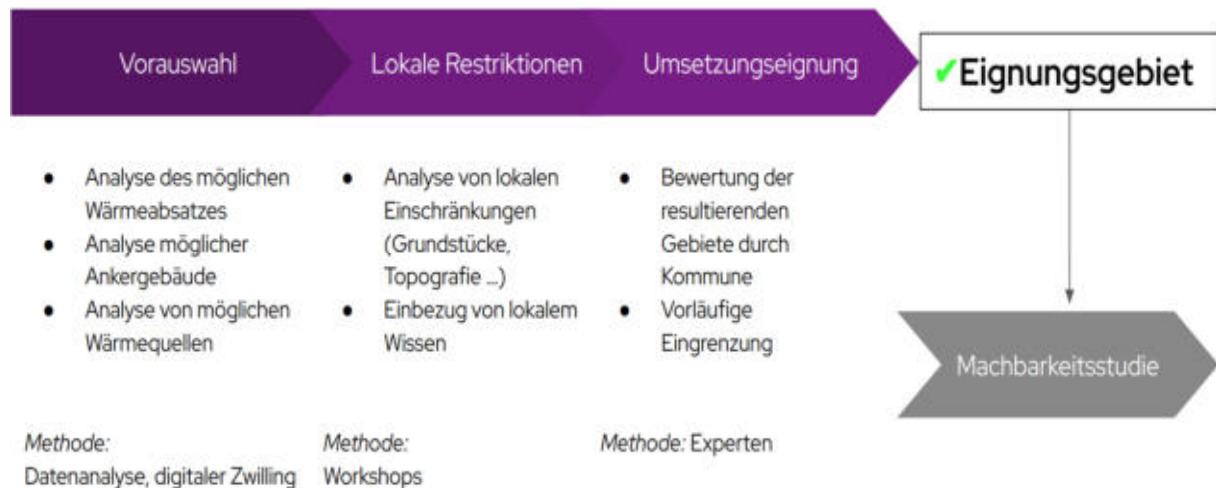 Vorauswahl
Lokale Restriktionen
Umsetzungseignung
✔Eignungsgebiet
● Analyse des möglichen
Wärmeabsatzes
● Analyse möglicher
Ankergebäude
● Analyse von möglichen
Wärmequellen
● Analyse von lokalen
Einschränkungen
(Grundstücke,
Topografie ...)
● Einbezug von lokalem
Wissen
● Bewertung der
resultierenden
Gebiete durch
Kommune
● Vorläufige
Eingrenzung
Machbarkeitsstudie
Methode:
Datenanalyse, digitaler Zwilling
Methode:
Workshops
Methode: Experten